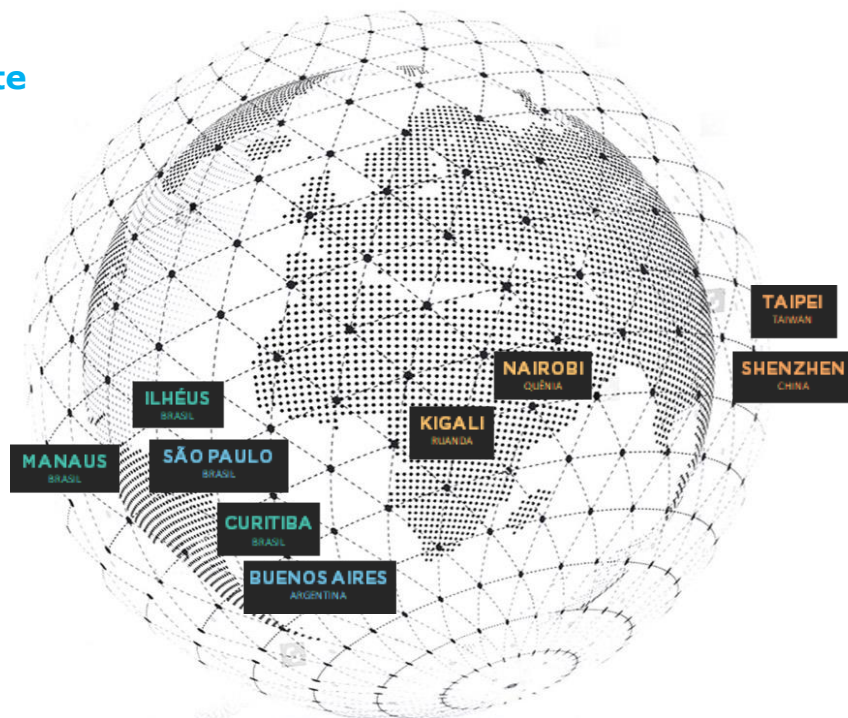 te
TAIPEI
TAIWAN
SHENZHEN
CHINA
NAIROBI
QUÊNIA
ILHÉUS
BRASIL
KIGALI
RUANDA
SÃO PAULO
BRASIL
MANAUS
BRASIL
CURITIBA
BRASIL
BUENOS AIRES
ARGENTINA